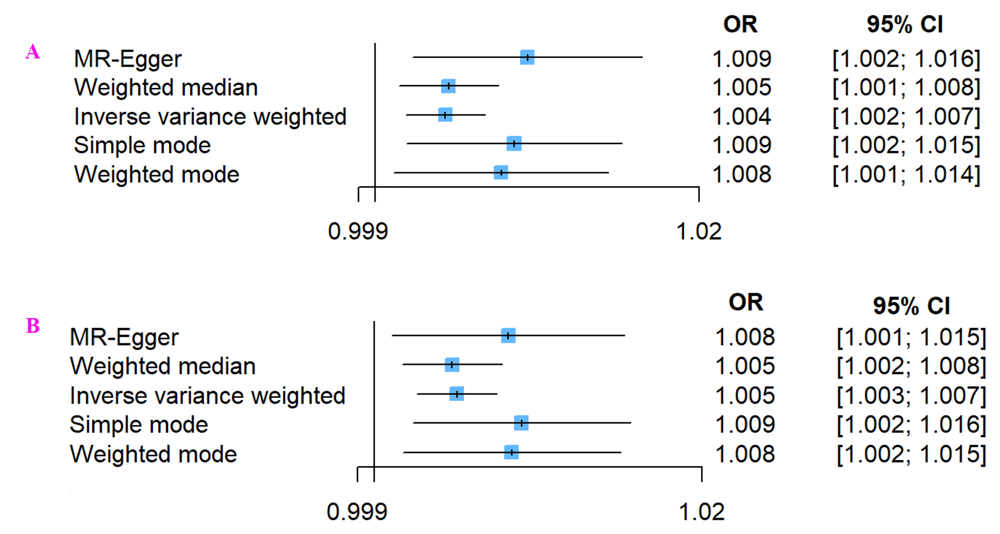 OR 95% CI
A
MR-Egger 1.009 [1.002; 1.016]
Weighted median 1.005 [1.001; 1.008]
Inverse variance weighted 1.004 [1.002; 1.007]
Simple mode 1.009 [1.002; 1.015]
Weighted mode 1.008 [1.001; 1.014]
0.999 1.02
OR 95% CI
B
MR-Egger 1.008 [1.001; 1.015]
Weighted median 1.005 [1.002; 1.008]
Inverse variance weighted 1.005 [1.003; 1.007]
Simple mode 1.009 [1.002; 1.016]
Weighted mode 1.008 [1.002; 1.015]
0.999 1.02